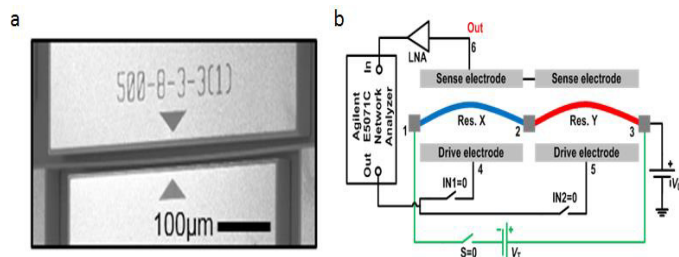 a
500-8-3-3(1)
100μm
b
Out
6
LNA
In
Agilent
E5071C
Network
Analyzer
Out
Sense electrode
Sense electrode
1
Res. X
2
Res. Y
3
Drive electrode
Drive electrode
4
5
IN1=0
IN2=0
S=0
- +
V_T
+
-